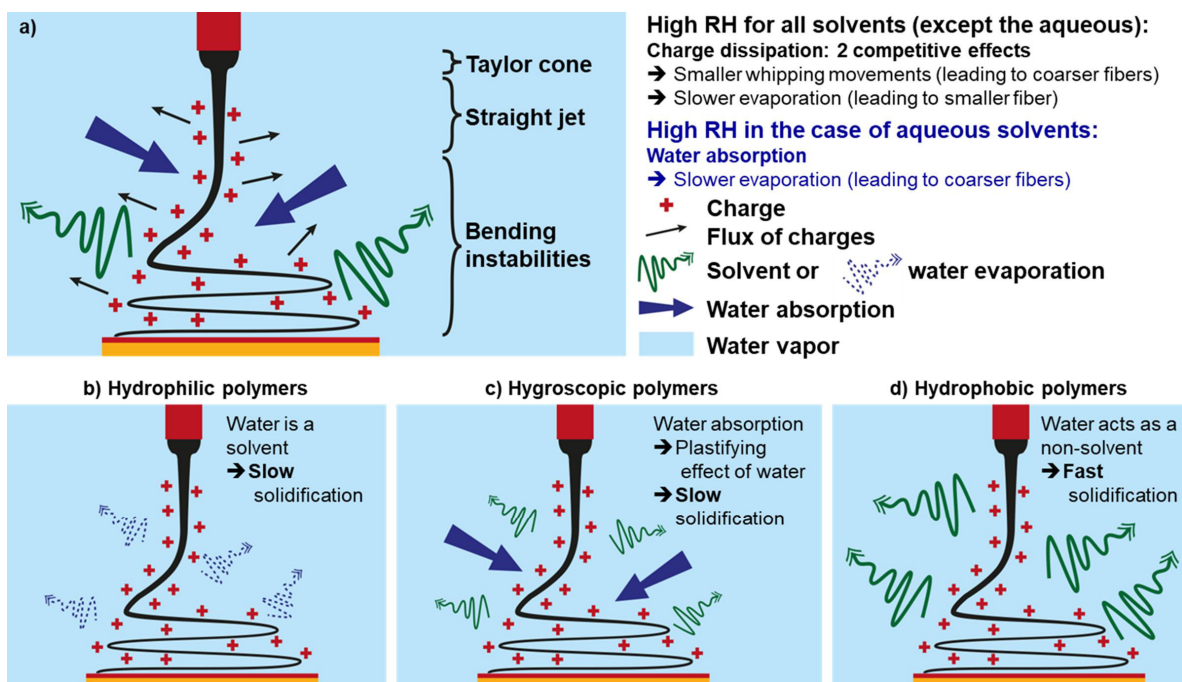 a)
Taylor cone
Straight jet
Bending
instabilities
High RH for all solvents (except the aqueous):
Charge dissipation: 2 competitive effects
➔ Smaller whipping movements (leading to coarser fibers)
➔ Slower evaporation (leading to smaller fiber)
High RH in the case of aqueous solvents:
Water absorption
➔ Slower evaporation (leading to coarser fibers)
Charge
Flux of charges
Solvent or water evaporation
Water absorption
Water vapor
b) Hydrophilic polymers
Water is a
solvent
➔ Slow
solidification
c) Hygroscopic polymers
Water absorption
➔ Plastifying
effect of water
➔ Slow
solidification
d) Hydrophobic polymers
Water acts as a
non-solvent
➔ Fast
solidification